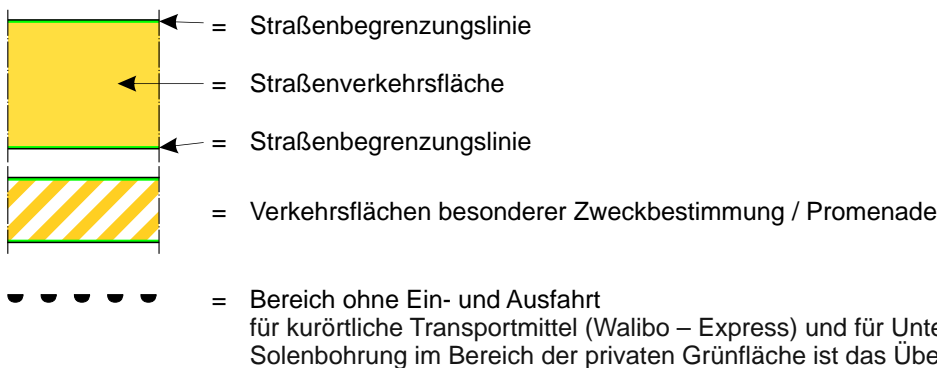 = Straßenbegrenzungslinie
= Straßenverkehrsfläche
= Straßenbegrenzungslinie
= Verkehrsflächen besonderer Zweckbestimmung / Promenade
= Bereich ohne Ein- und Ausfahrt
für kurörtliche Transportmittel (Walibo – Express) und für
Solenbohrung im Bereich der privaten Grünfläche ist das